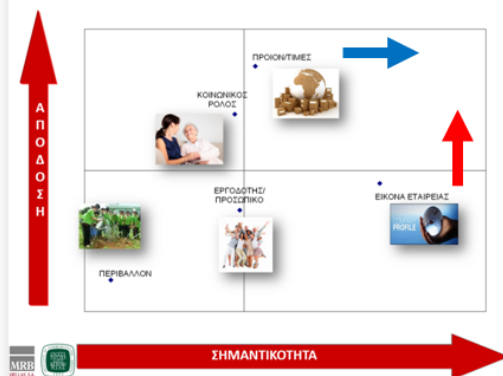 ΑΠΟΔΟΣΗ
ΠΡΟΙΟΝ/ΤΙΜΕΣ
ΚΟΙΝΩΝΙΚΟΣ
ΡΟΛΟΣ
ΕΡΓΟΔΟΤΗΣ/
ΠΡΟΣΩΠΙΚΟ
ΕΙΚΟΝΑ ΕΤΑΙΡΕΙΑΣ
PROFILE
ΠΕΡΙΒΑΛΛΟΝ
MRB
ΣΗΜΑΝΤΙΚΟΤΗΤΑ